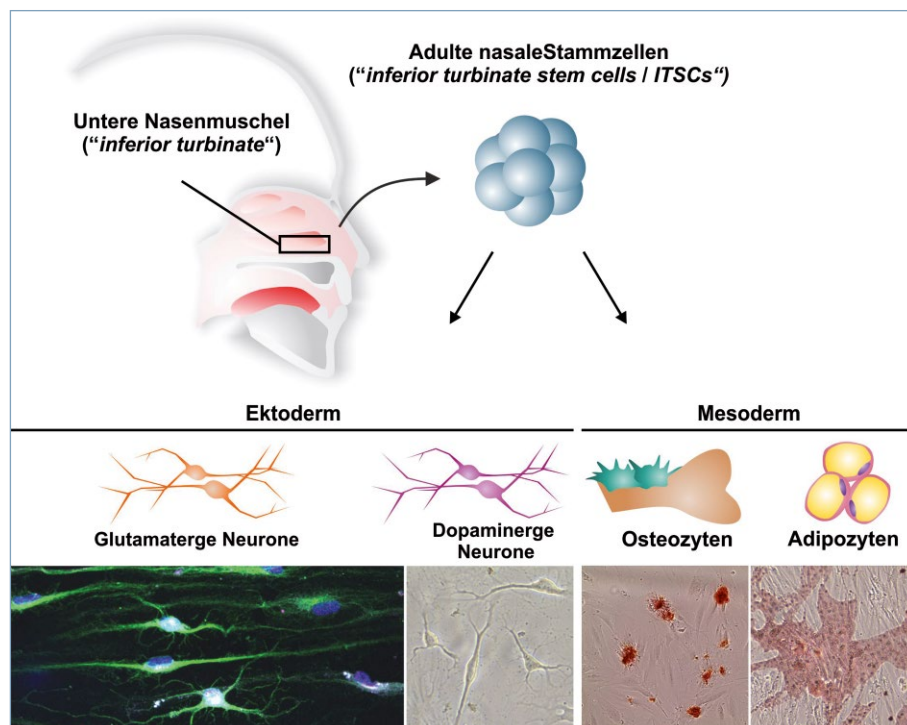 Adulte nasaleStammzellen
(“inferior turbinate stem cells / ITSCs“)
Untere Nasenmuschel
(“inferior turbinate“)
Ektoderm
Mesoderm
Glutamaterge Neurone
Dopaminerge
Neurone
Osteozyten
Adipozyten